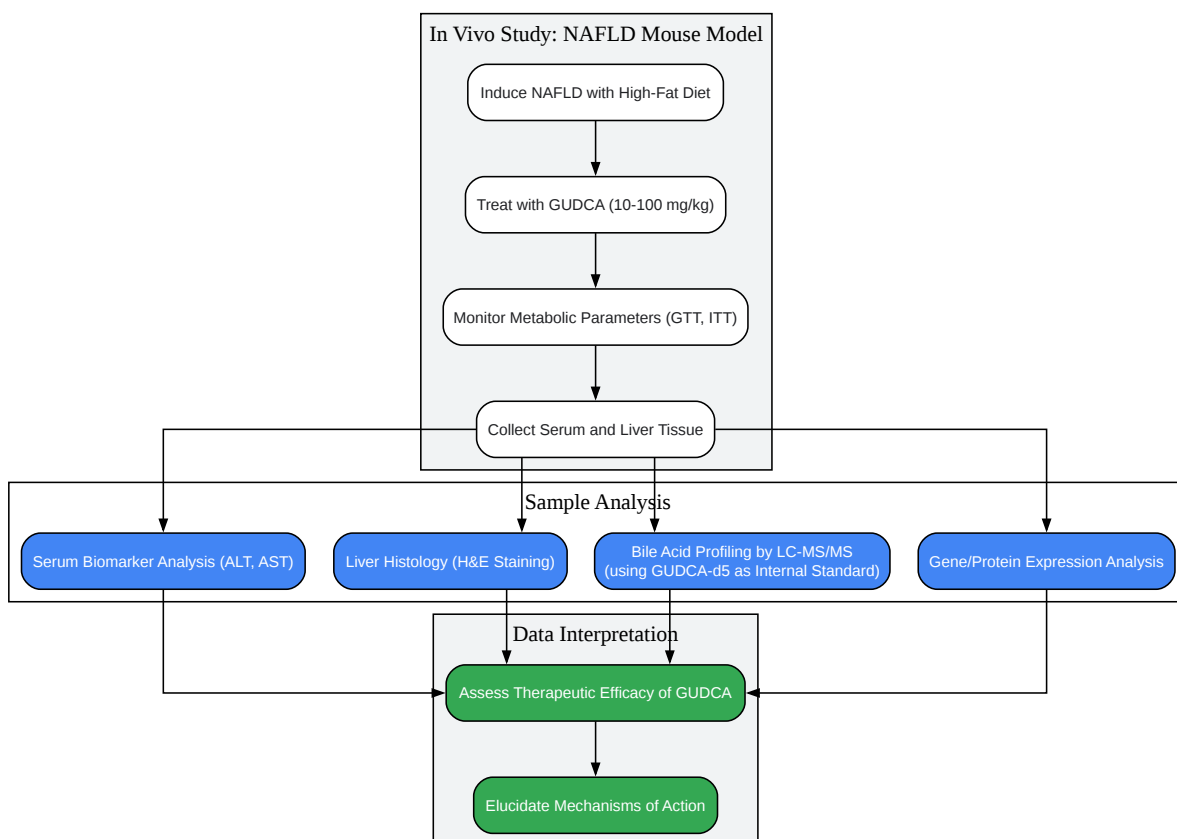 In Vivo Study: NAFLD Mouse Model
Induce NAFLD with High-Fat Diet
Treat with GUDCA (10-100 mg/kg)
Monitor Metabolic Parameters (GTT, ITT)
Collect Serum and Liver Tissue
Sample Analysis
Serum Biomarker Analysis (ALT, AST)
Liver Histology (H&E Staining)
Bile Acid Profiling by LC-MS/MS
(using GUDCA-d5 as Internal Standard)
Gene/Protein Expression Analysis
Data Interpretation
Assess Therapeutic Efficacy of GUDCA
Elucidate Mechanisms of Action